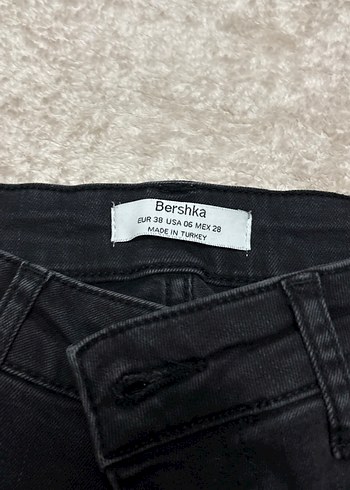 Bershka
EUR 38 USA 06 MEX 28
MADE IN TURKEY